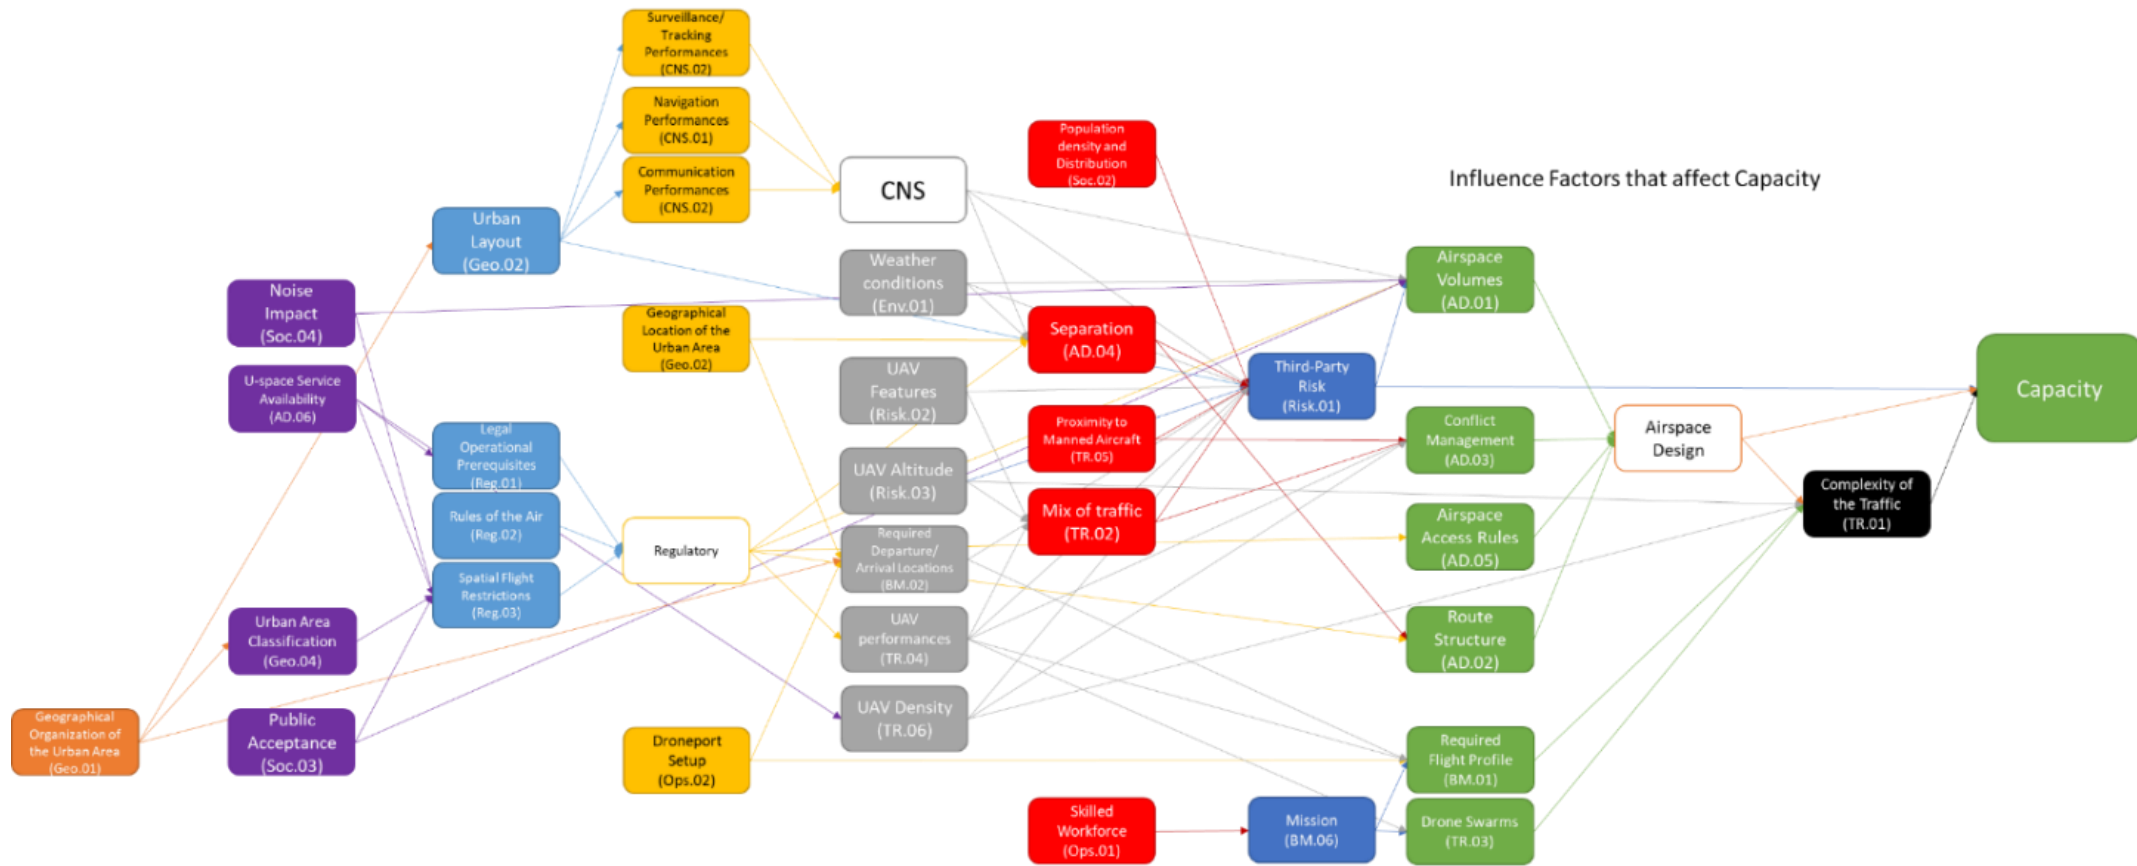 Influence Factors that affect Capacity
Geographical
Organization of
the Urban Area
(Geo.01)
Noise
Impact
(Soc.04)
U-space Service
Availability
(AD.06)
Urban Area
Classification
(Geo.04)
Public
Acceptance
(Soc.03)
Urban
Layout
(Geo.02)
Legal
Operational
Prerequisites
(Reg.01)
Rules of the Air
(Reg.02)
Spatial Flight
Restrictions
(Reg.03)
Surveillance/
Tracking
Performances
(CNS.02)
Navigation
Performances
(CNS.01)
Communication
Performances
(CNS.02)
Geographical
Location of the
Urban Area
(Geo.02)
Regulatory
Droneport
Setup
(Ops.02)
CNS
Weather
conditions
(Env.01)
UAV
Features
(Risk.02)
UAV Altitude
(Risk.03)
Required
Departure/
Arrival Locations
(BM.02)
UAV
performances
(TR.04)
UAV Density
(TR.06)
Population
density and
Distribution
(Soc.02)
Separation
(AD.04)
Proximity to
Manned Aircraft
(TR.05)
Mix of traffic
(TR.02)
Skilled
Workforce
(Ops.01)
Third-Party
Risk
(Risk.01)
Mission
(BM.06)
Airspace
Volumes
(AD.01)
Conflict
Management
(AD.03)
Airspace
Access Rules
(AD.05)
Route
Structure
(AD.02)
Required
Flight Profile
(BM.01)
Drone Swarms
(TR.03)
Airspace
Design
Complexity of
the Traffic
(TR.01)
Capacity